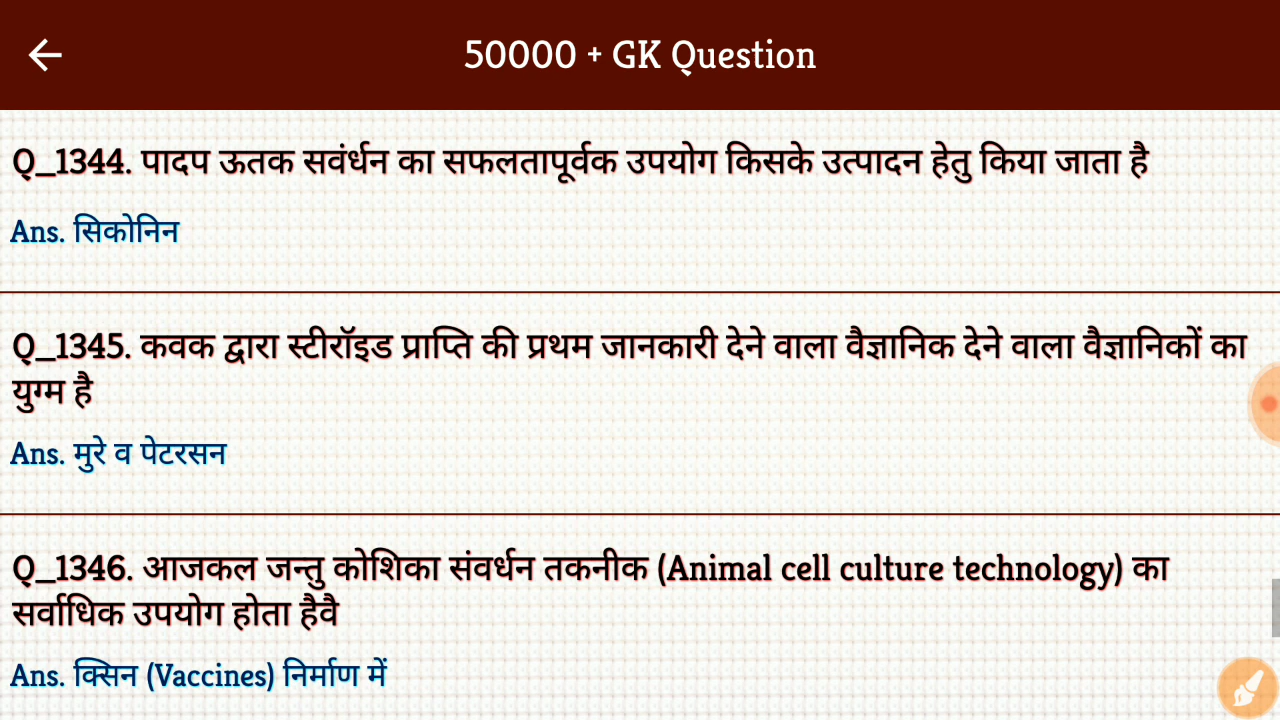 50000 + GK Question
Q_1344. पादप ऊतक सवंर्धन का सफलतापूर्वक उपयोग किसके उत्पादन हेतु किया जाता है
Ans. सिकोनिन
Q_1345. कवक द्वारा स्टीरॉइड प्राप्ति की प्रथम जानकारी देने वाला वैज्ञानिक देने वाला वैज्ञानिकों का
युग्म है
Ans. मुरे व पेटरसन
Q_1346. आजकल जन्तु कोशिका संवर्धन तकनीक (Animal cell culture technology) का
सर्वाधिक उपयोग होता हैवै
Ans. क्सिन (Vaccines) निर्माण में